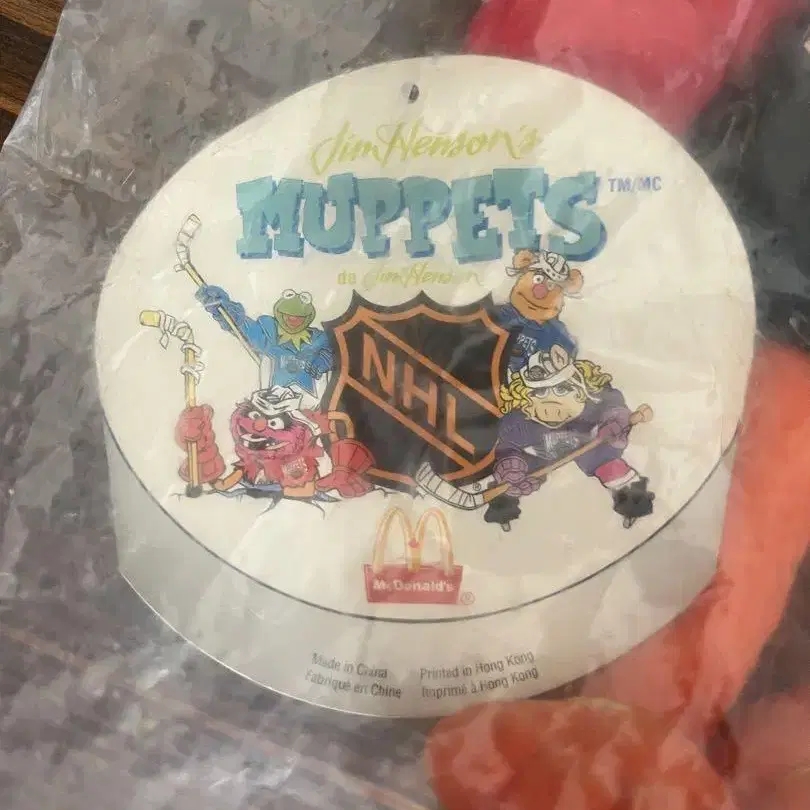 Jim Henson's
MUPPETS TM/MC
de Jim Henson
NHL
McDonald's ®
Made in China Printed in Hong Kong
Fabriqué en Chine Imprimé à Hong Kong